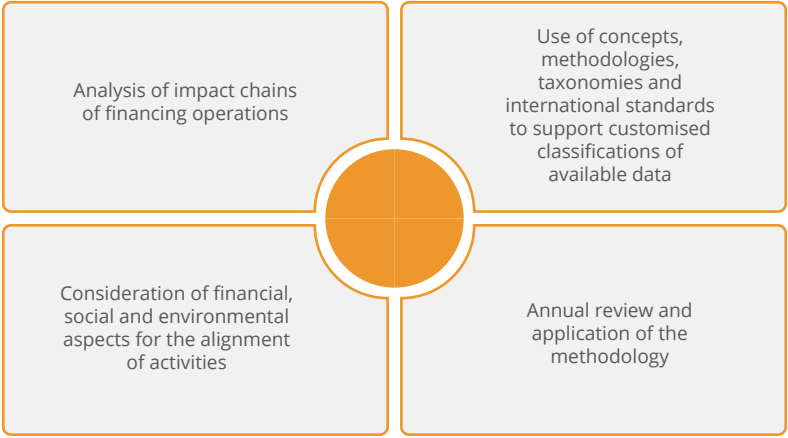 Analysis of impact chains
of financing operations
Use of concepts,
methodologies,
taxonomies and
international standards
to support customised
classifications of
available data
Consideration of financial,
social and environmental
aspects for the alignment
of activities
Annual review and
application of the
methodology